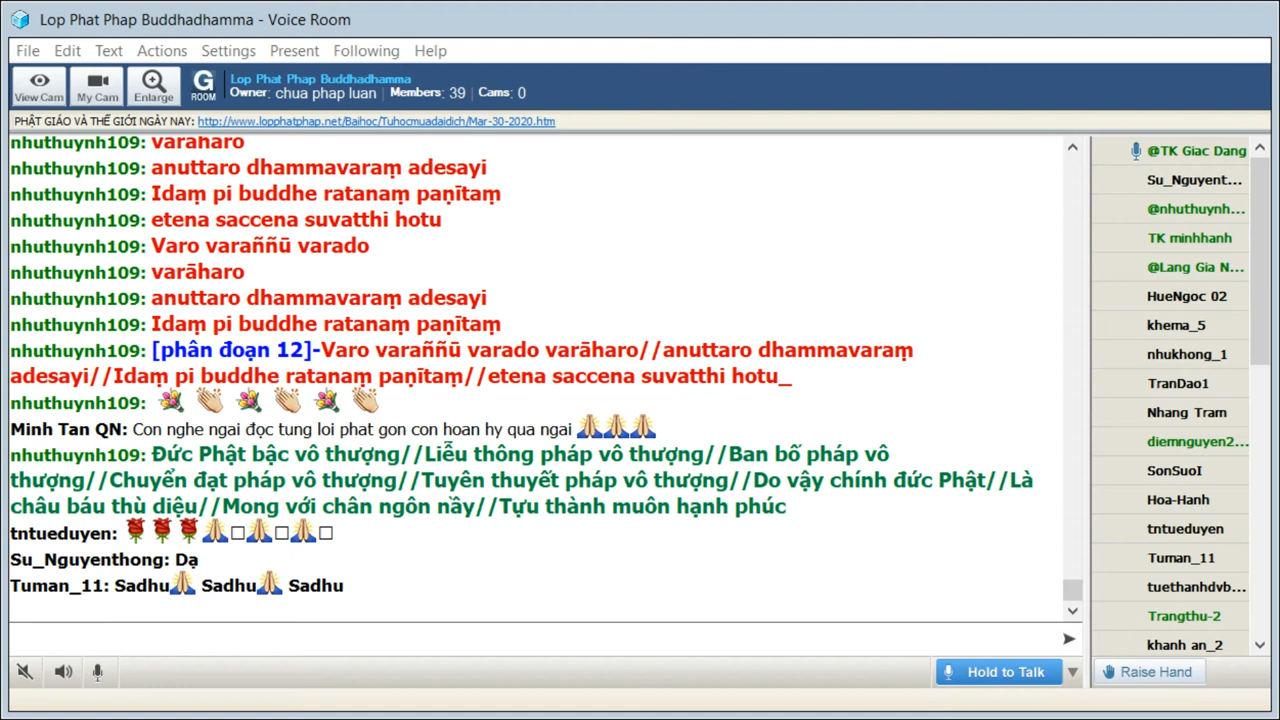 Lop Phat Phap Buddhadhamma - Voice Room
File Edit Text Actions Settings Present Following Help
View Cam My Cam Enlarge G ROOM
Lop Phat Phap Buddhadhamma
Owner: chua phap luan Members: 39 Cams: 0
PHẬT GIÁO VÀ THẾ GIỚI NGÀY NAY: http://www.lopphatphap.net/Baihoc/Tuhocmuadaidich/Mar-30-2020.htm
nhuthuynh109: varāharo
nhuthuynh109: anuttaro dhammavaraṃ adesayi
nhuthuynh109: Idaṃ pi buddhe ratanaṃ paṇītaṃ
nhuthuynh109: etena saccena suvatthi hotu
nhuthuynh109: Varo varaññū varado
nhuthuynh109: varāharo
nhuthuynh109: anuttaro dhammavaraṃ adesayi
nhuthuynh109: Idaṃ pi buddhe ratanaṃ paṇītaṃ
nhuthuynh109: [phân đoạn 12]-Varo varaññū varado varāharo//anuttaro dhammavaraṃ
adesayi//Idaṃ pi buddhe ratanaṃ paṇītaṃ//etena saccena suvatthi hotu_
nhuthuynh109: 💐 👏 💐 👏 💐 👏
Minh Tan QN: Con nghe ngai đọc tung loi phat gon con hoan hy qua ngai 🙏🙏🙏
nhuthuynh109: Đức Phật bậc vô thượng//Liễu thông pháp vô thượng//Ban bố pháp vô
thượng//Chuyển đạt pháp vô thượng//Tuyên thuyết pháp vô thượng//Do vậy chính đức Phật//Là
châu báu thù diệu//Mong với chân ngôn nầy//Tựu thành muôn hạnh phúc
tntueduyen: 🌹🌹🌹🙏□🙏□🙏□
Su_Nguyenthong: Dạ
Tuman_11: Sadhu🙏 Sadhu🙏 Sadhu
@TK Giac Dang
Su_Nguyent...
@nhuthuynh...
TK minhhanh
@Lang Gia N...
HueNgoc 02
khema_5
nhukhong_1
TranDao1
Nhang Tram
diemnguyen2...
SonSuoI
Hoa-Hanh
tntueduyen
Tuman_11
tuethanhdvb...
Trangthu-2
khanh an_2
Hold to Talk
Raise Hand